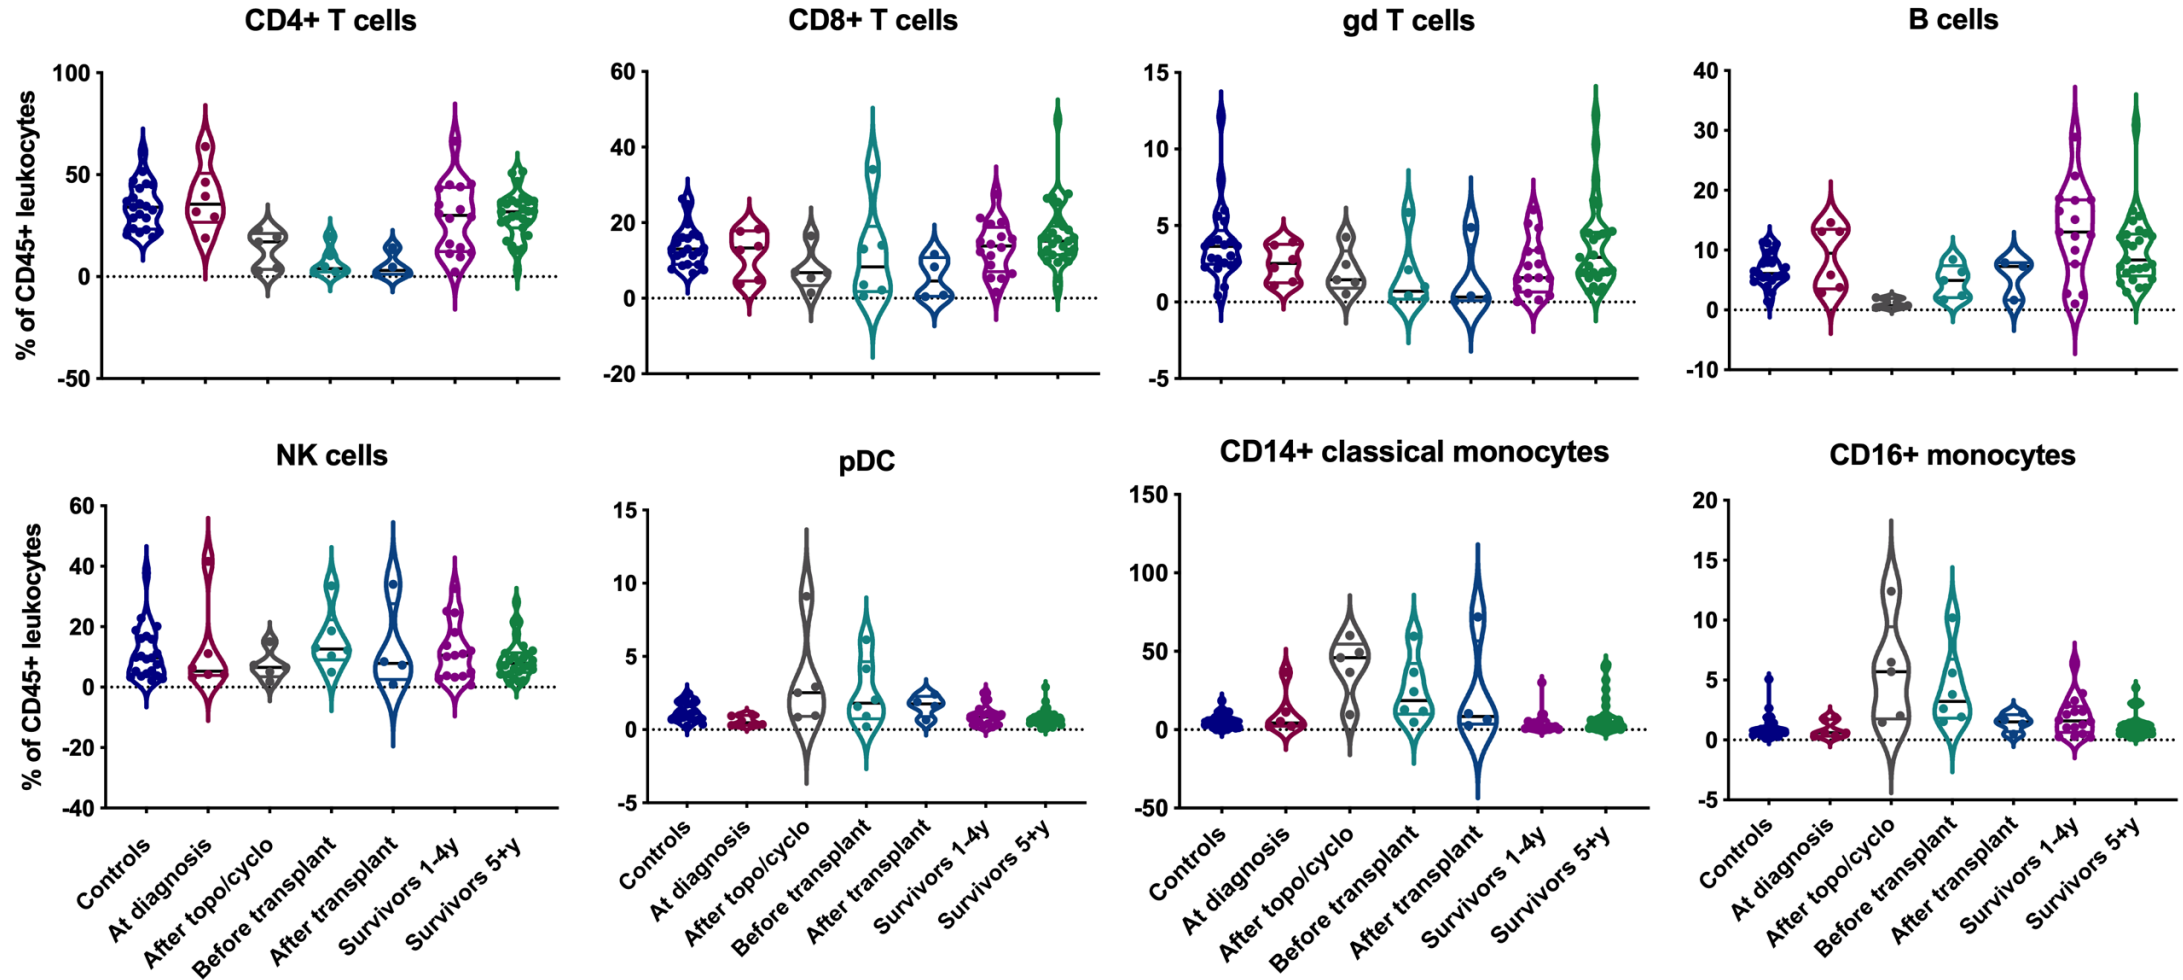 CD4+ T cells
CD8+ T cells
gd T cells
B cells
% of CD45+ leukocytes
100
50
0
-50
60
40
20
0
-20
15
10
5
0
-5
40
30
20
10
0
-10
NK cells
pDC
CD14+ classical monocytes
CD16+ monocytes
% of CD45+ leukocytes
60
40
20
0
-20
-40
15
10
5
0
-5
150
100
50
0
-50
20
15
10
5
0
-5
Controls
At diagnosis
After topo/cyclo
Before transplant
After transplant
Survivors 1-4y
Survivors 5+y
Controls
At diagnosis
After topo/cyclo
Before transplant
After transplant
Survivors 1-4y
Survivors 5+y
Controls
At diagnosis
After topo/cyclo
Before transplant
After transplant
Survivors 1-4y
Survivors 5+y
Controls
At diagnosis
After topo/cyclo
Before transplant
After transplant
Survivors 1-4y
Survivors 5+y